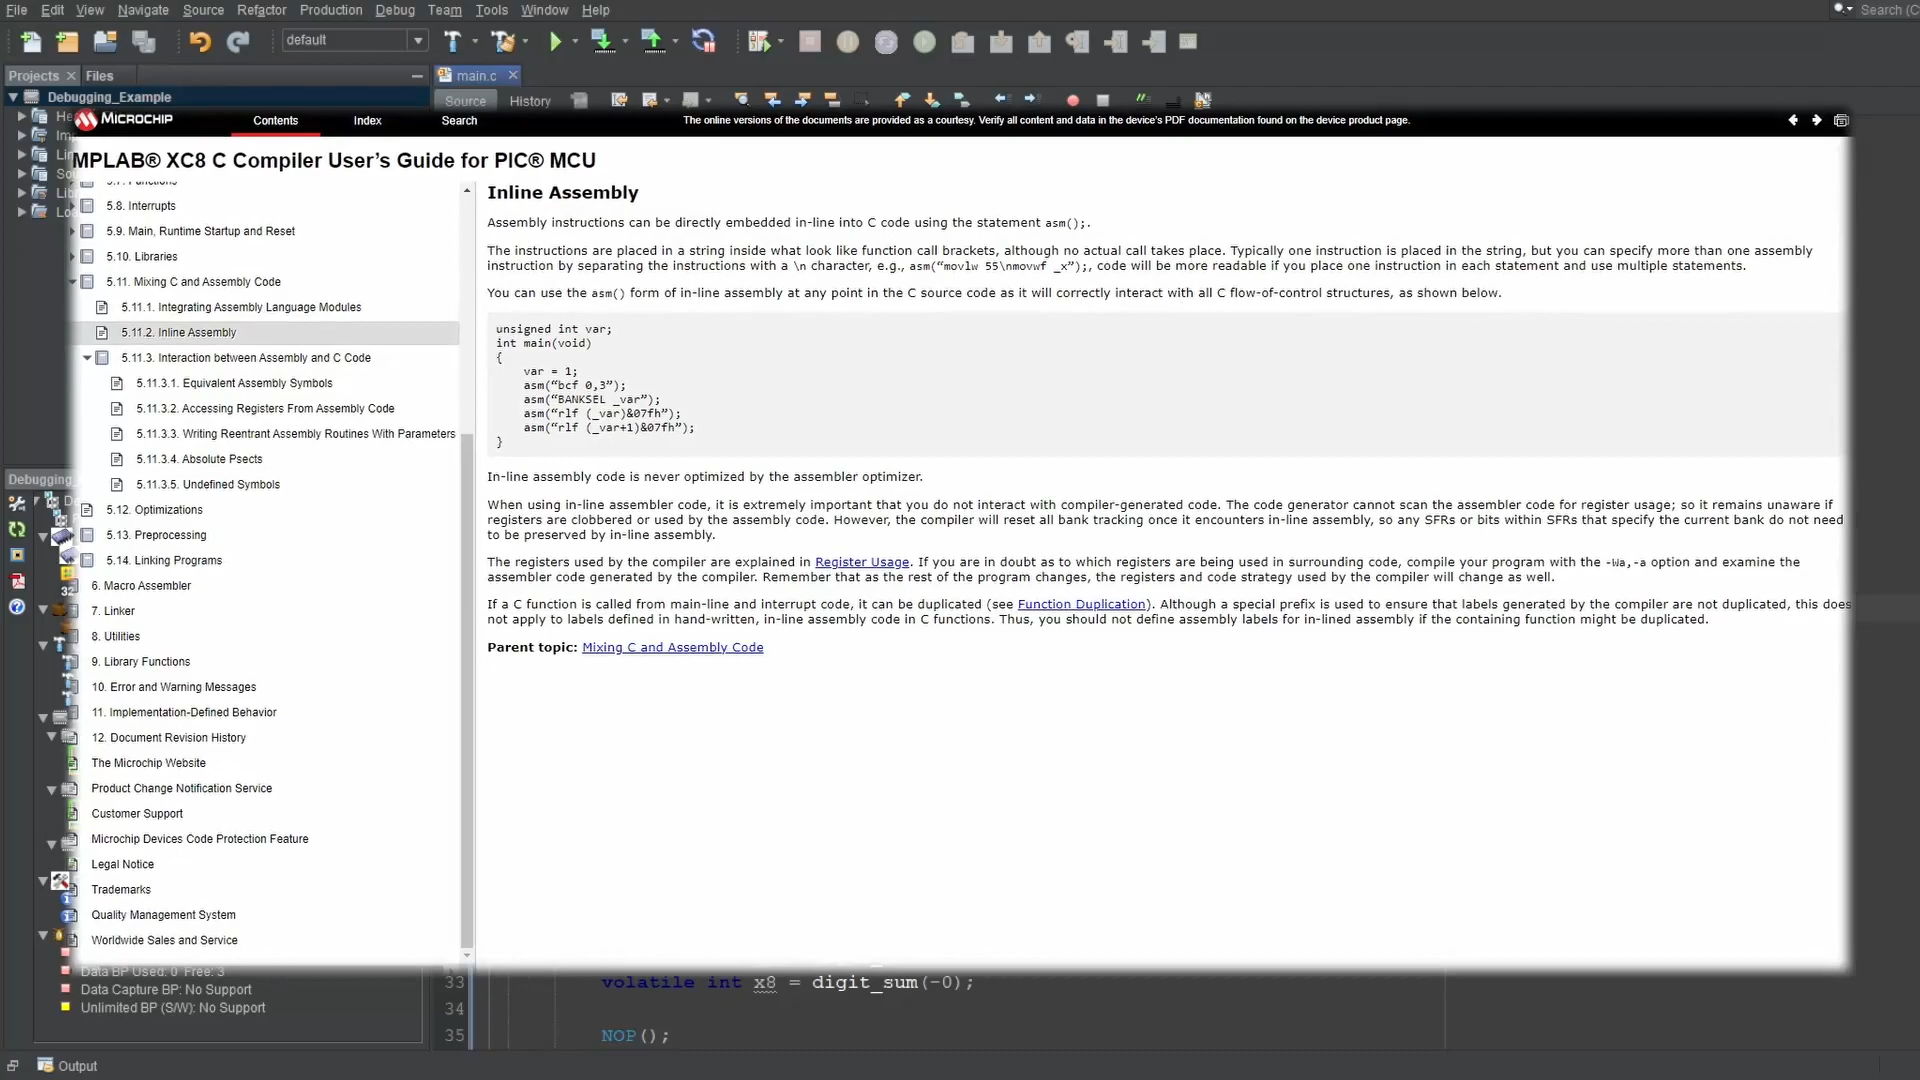 File Edit View Navigate Source Refactor Production Debug Team Tools Window Help
Search (C
default
Projects Files
main.c
Debugging_Example
Source History
MICROCHIP
Contents Index Search
The online versions of the documents are provided as a courtesy. Verify all content and data in the device's PDF documentation found on the device product page.
MPLAB® XC8 C Compiler User's Guide for PIC® MCU
5.7. Functions
5.8. Interrupts
5.9. Main, Runtime Startup and Reset
5.10. Libraries
5.11. Mixing C and Assembly Code
5.11.1. Integrating Assembly Language Modules
5.11.2. Inline Assembly
5.11.3. Interaction between Assembly and C Code
5.11.3.1. Equivalent Assembly Symbols
5.11.3.2. Accessing Registers From Assembly Code
5.11.3.3. Writing Reentrant Assembly Routines With Parameters
5.11.3.4. Absolute Psects
5.11.3.5. Undefined Symbols
5.12. Optimizations
5.13. Preprocessing
5.14. Linking Programs
6. Macro Assembler
7. Linker
8. Utilities
9. Library Functions
10. Error and Warning Messages
11. Implementation-Defined Behavior
12. Document Revision History
The Microchip Website
Product Change Notification Service
Customer Support
Microchip Devices Code Protection Feature
Legal Notice
Trademarks
Quality Management System
Worldwide Sales and Service
Inline Assembly
Assembly instructions can be directly embedded in-line into C code using the statement asm();.
The instructions are placed in a string inside what look like function call brackets, although no actual call takes place. Typically one instruction is placed in the string, but you can specify more than one assembly
instruction by separating the instructions with a \n character, e.g., asm(“movlw 55\nmovwf _x”);, code will be more readable if you place one instruction in each statement and use multiple statements.
You can use the asm() form of in-line assembly at any point in the C source code as it will correctly interact with all C flow-of-control structures, as shown below.
unsigned int var;
int main(void)
{
var = 1;
asm(“bcf 0,3”);
asm(“BANKSEL _var”);
asm(“rlf (_var)&07fh”);
asm(“rlf (_var+1)&07fh”);
}
In-line assembly code is never optimized by the assembler optimizer.
When using in-line assembler code, it is extremely important that you do not interact with compiler-generated code. The code generator cannot scan the assembler code for register usage; so it remains unaware if
registers are clobbered or used by the assembly code. However, the compiler will reset all bank tracking once it encounters in-line assembly, so any SFRs or bits within SFRs that specify the current bank do not need
to be preserved by in-line assembly.
The registers used by the compiler are explained in Register Usage. If you are in doubt as to which registers are being used in surrounding code, compile your program with the -Wa,-a option and examine the
assembler code generated by the compiler. Remember that as the rest of the program changes, the registers and code strategy used by the compiler will change as well.
If a C function is called from main-line and interrupt code, it can be duplicated (see Function Duplication). Although a special prefix is used to ensure that labels generated by the compiler are not duplicated, this does
not apply to labels defined in hand-written, in-line assembly code in C functions. Thus, you should not define assembly labels for in-lined assembly if the containing function might be duplicated.
Parent topic: Mixing C and Assembly Code
Debugging_
32
Data BP Used: 0 Free: 3
Data Capture BP: No Support
Unlimited BP (S/W): No Support
33 volatile int x8 = digit_sum(-0);
34
35 NOP();
Output